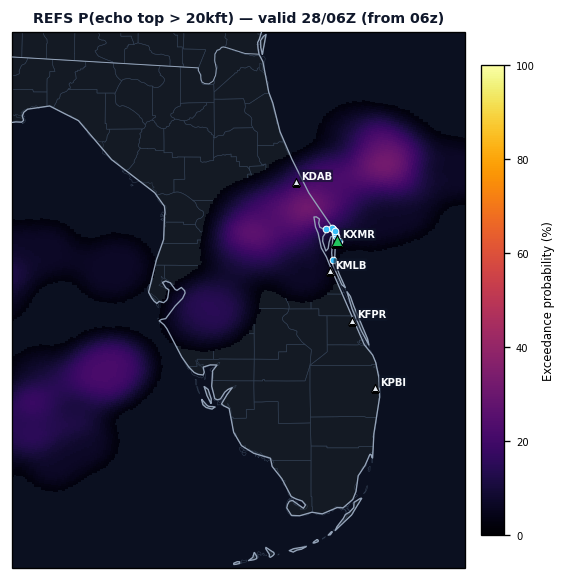 REFS P(echo top > 20kft) — valid 28/06Z (from 06z)
KDAB
KXMR
KMLB
KFPR
KPBI
100
80
60
40
20
0
Exceedance probability (%)